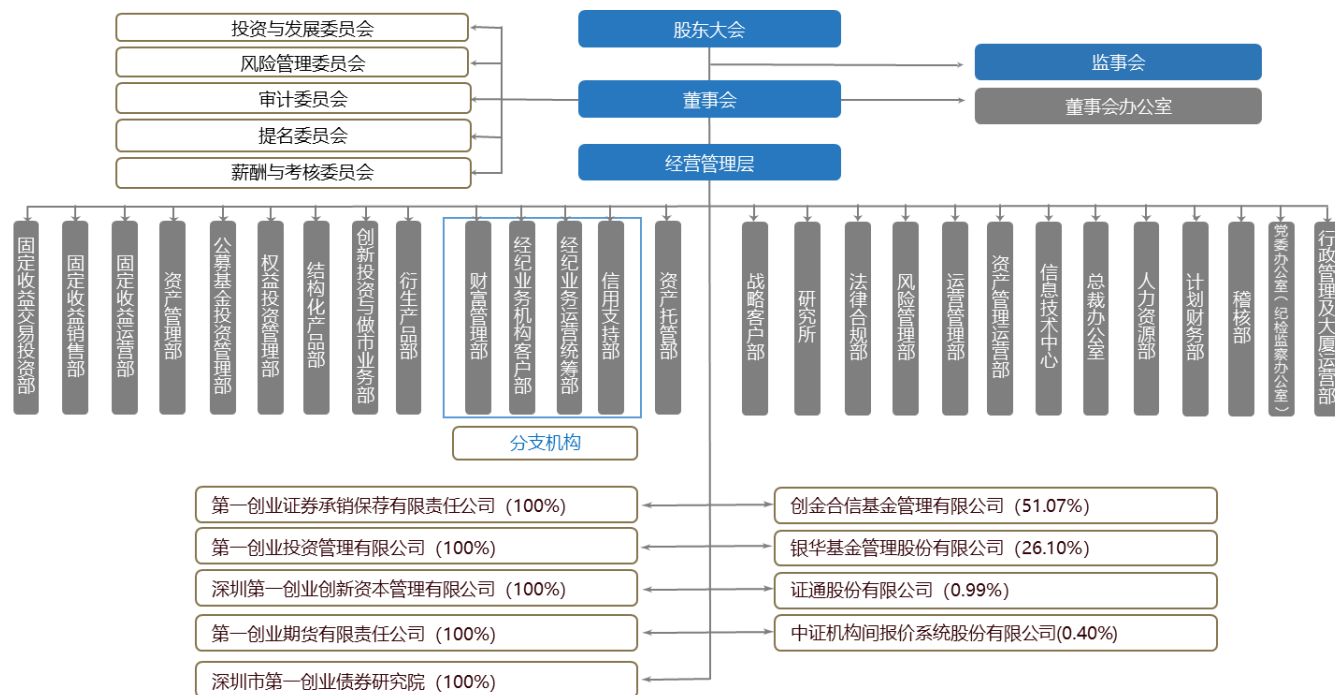 投资与发展委员会
风险管理委员会
审计委员会
提名委员会
薪酬与考核委员会
股东大会
董事会
经营管理层
监事会
董事会办公室
固定收益交易投资部
固定收益销售部
固定收益运营部
资产管理部
公募基金投资管理部
权益投资管理部
结构化产品部
创新投资与做市业务部
衍生产品部
财富管理部
经纪业务机构客户部
经纪业务运营统筹部
信用支持部
资产托管部
战略客户部
研究所
法律合规部
风险管理部
运营管理部
资产管理运营部
信息技术中心
总裁办公室
人力资源部
计划财务部
稽核部
党委办公室（纪检监察办公室）
行政管理及大厦运营部
分支机构
第一创业证券承销保荐有限责任公司（100%）
第一创业投资管理有限公司（100%）
深圳第一创业创新资本管理有限公司（100%）
第一创业期货有限责任公司（100%）
深圳市第一创业债券研究院（100%）
创金合信基金管理有限公司（51.07%）
银华基金管理股份有限公司（26.10%）
证通股份有限公司（0.99%）
中证机构间报价系统股份有限公司(0.40%)